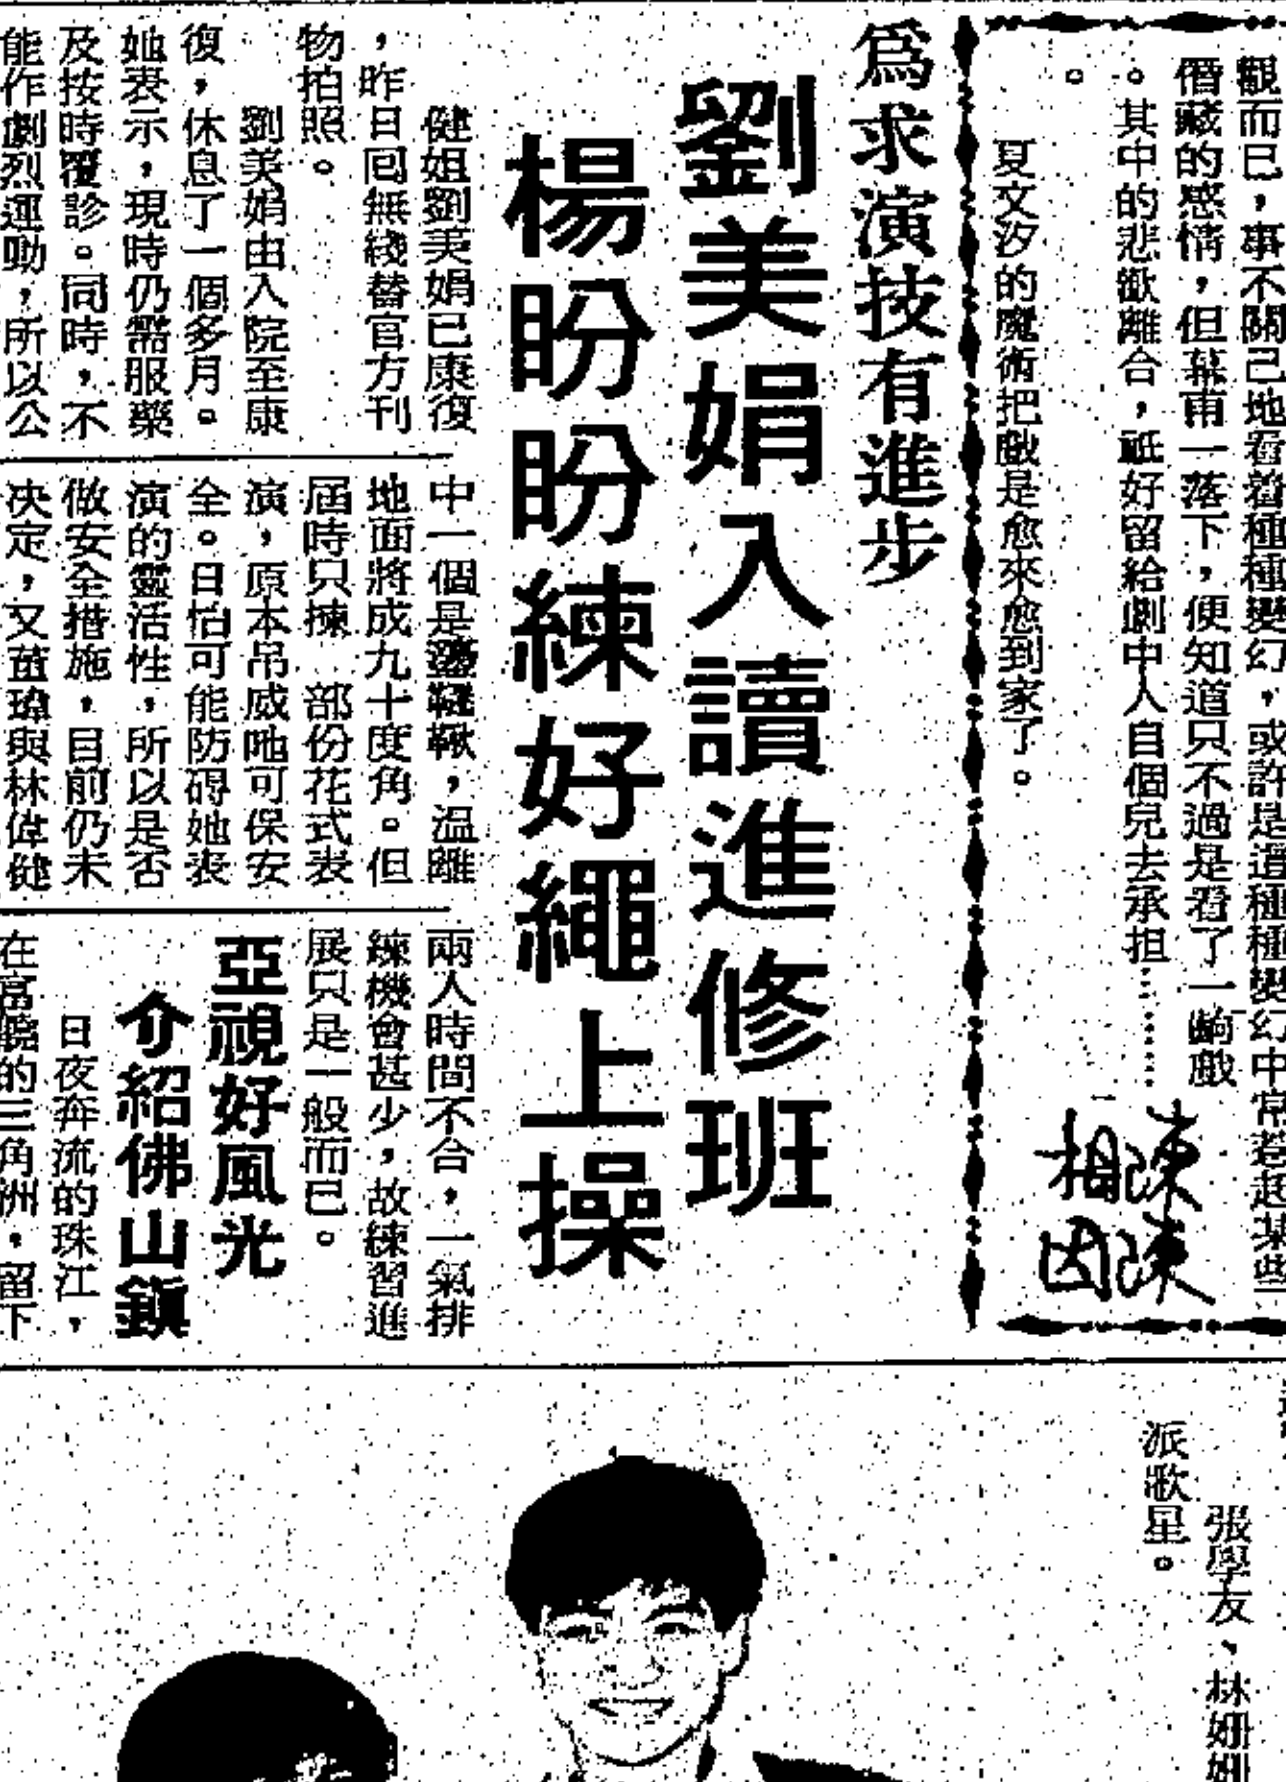 觀而已，事不關己地看着種種變幻，或許是這種種變幻中常惹起某些
僭藏的感情，但幕甫一落下，便知道只不過是看了一齣戲
。其中的悲歡離合，祇好留給劇中人自個兒去承担……
。
夏文汐的魔術把戲是愈來愈到家了。
陳陳
相因
爲求演技有進步
劉美娟入讀進修班
楊盼盼練好繩上操
健姐劉美娟已康復
，昨日囘無綫替官方刊
物拍照。
劉美娟由入院至康
復，休息了一個多月。
她表示，現時仍需服藥
及按時覆診。同時，不
能作劇烈運動，所以公
中一個是盪韆鞦，温離
地面將成九十度角。但
屆時只揀 部份花式表
演，原本吊威吔可保安
全。日怕可能防碍她表
演的靈活性，所以是否
做安全措施，目前仍未
决定，又苗瑋與林偉健
兩人時間不合，一氣排
練機會甚少，故練習進
展只是一般而已。
亞視好風光
介紹佛山鎮
日夜奔流的珠江，
在富饒的三角洲，留下
張學友、林姍姍
派歌星。